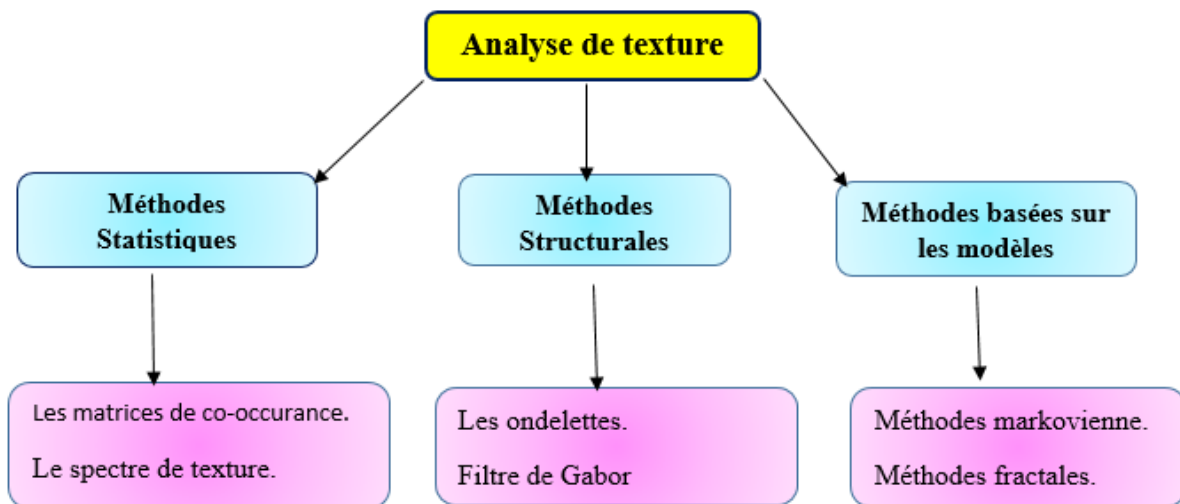 Analyse de texture
Méthodes
Statistiques
Méthodes
Structurales
Méthodes basées sur
les modèles
Les matrices de co-occurance.
Le spectre de texture.
Les ondelettes.
Filtre de Gabor
Méthodes markovienne.
Méthodes fractales.